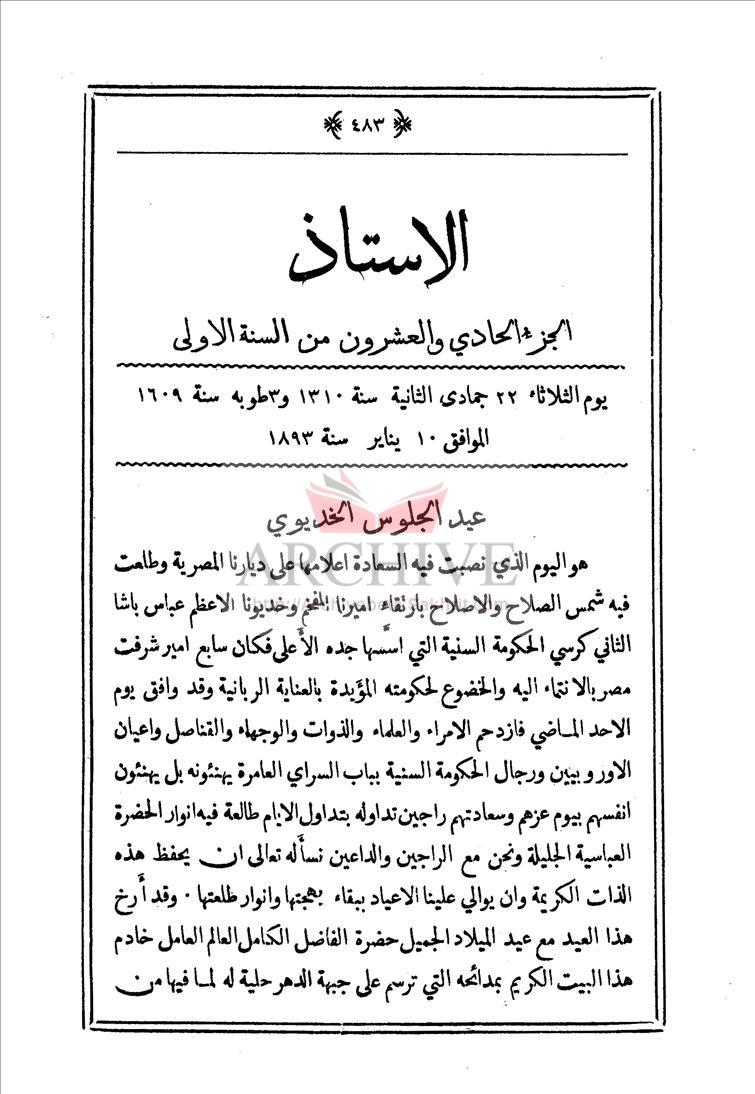 ٤٨٣
الاستاذ
الجزء الحادي والعشرون من السنة الاولى
يوم الثلاثاء ٢٢ جمادى الثانية سنة ١٣١٠ و٣ طوبه سنة ١٦٠٩
الموافق ١٠ يناير سنة ١٨٩٣
عيد الجلوس الخديوي
ARCHIVE
هو اليوم الذي نصبت فيه السعادة اعلامها على ديارنا المصرية وطلعت
فيه شمس الصلاح والاصلاح بارتقاء اميرنا المفخم وخديونا الاعظم عباس باشا
الثاني كرسي الحكومة السنية التي اسّسها جده الأعلى فكان سابع امير شرفت
مصر بالانتماء اليه والخضوع لحكومته المؤيدة بالعناية الربانية وقد وافق يوم
الاحد الماضي فازدحم الامراء والعلماء والذوات والوجهاء والقناصل واعيان
الاوروبيين ورجال الحكومة السنية بباب السراي العامرة يهنئونه بل يهنئون
انفسهم بيوم عزهم وسعادتهم راجين تداوله بتداول الايام طالعة فيه انوار الحضرة
العباسية الجليلة ونحن مع الراجين والداعين نسأله تعالى ان يحفظ هذه
الذات الكريمة وان يوالي علينا الاعياد ببقاء بهجتها وانوار طلعتها ٠ وقد أرخ
هذا العيد مع عيد الميلاد الجميل حضرة الفاضل الكامل العالم العامل خادم
هذا البيت الكريم بمدائحه التي ترسم على جبهة الدهر حلية له لما فيها من